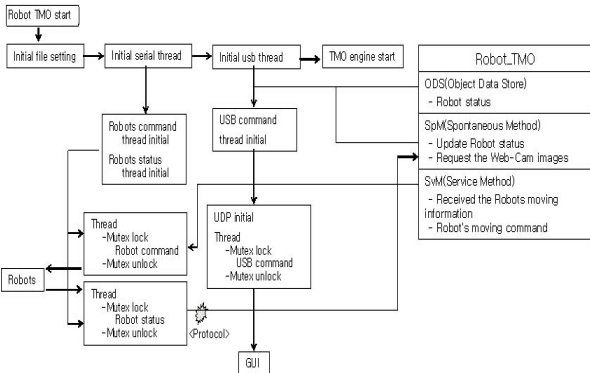 Robot TMO start
Initial file setting
Initial serial thread
Initial usb thread
TMO engine start
Robot_TMO
ODS(Object Data Store)
- Robot status
SpM(Spontaneous Method)
- Update Robot status
- Request the Web-Cam images
SvM(Service Method)
- Received the Robots moving
information
- Robot's moving command
Robots command
thread initial
Robots status
thread initial
USB command
thread initial
Thread
-Mutex lock
Robot command
-Mutex unlock
UDP initial
Thread
-Mutex lock
USB command
-Mutex unlock
Robots
Thread
-Mutex lock
Robot status
-Mutex unlock
<Protocol>
GUI